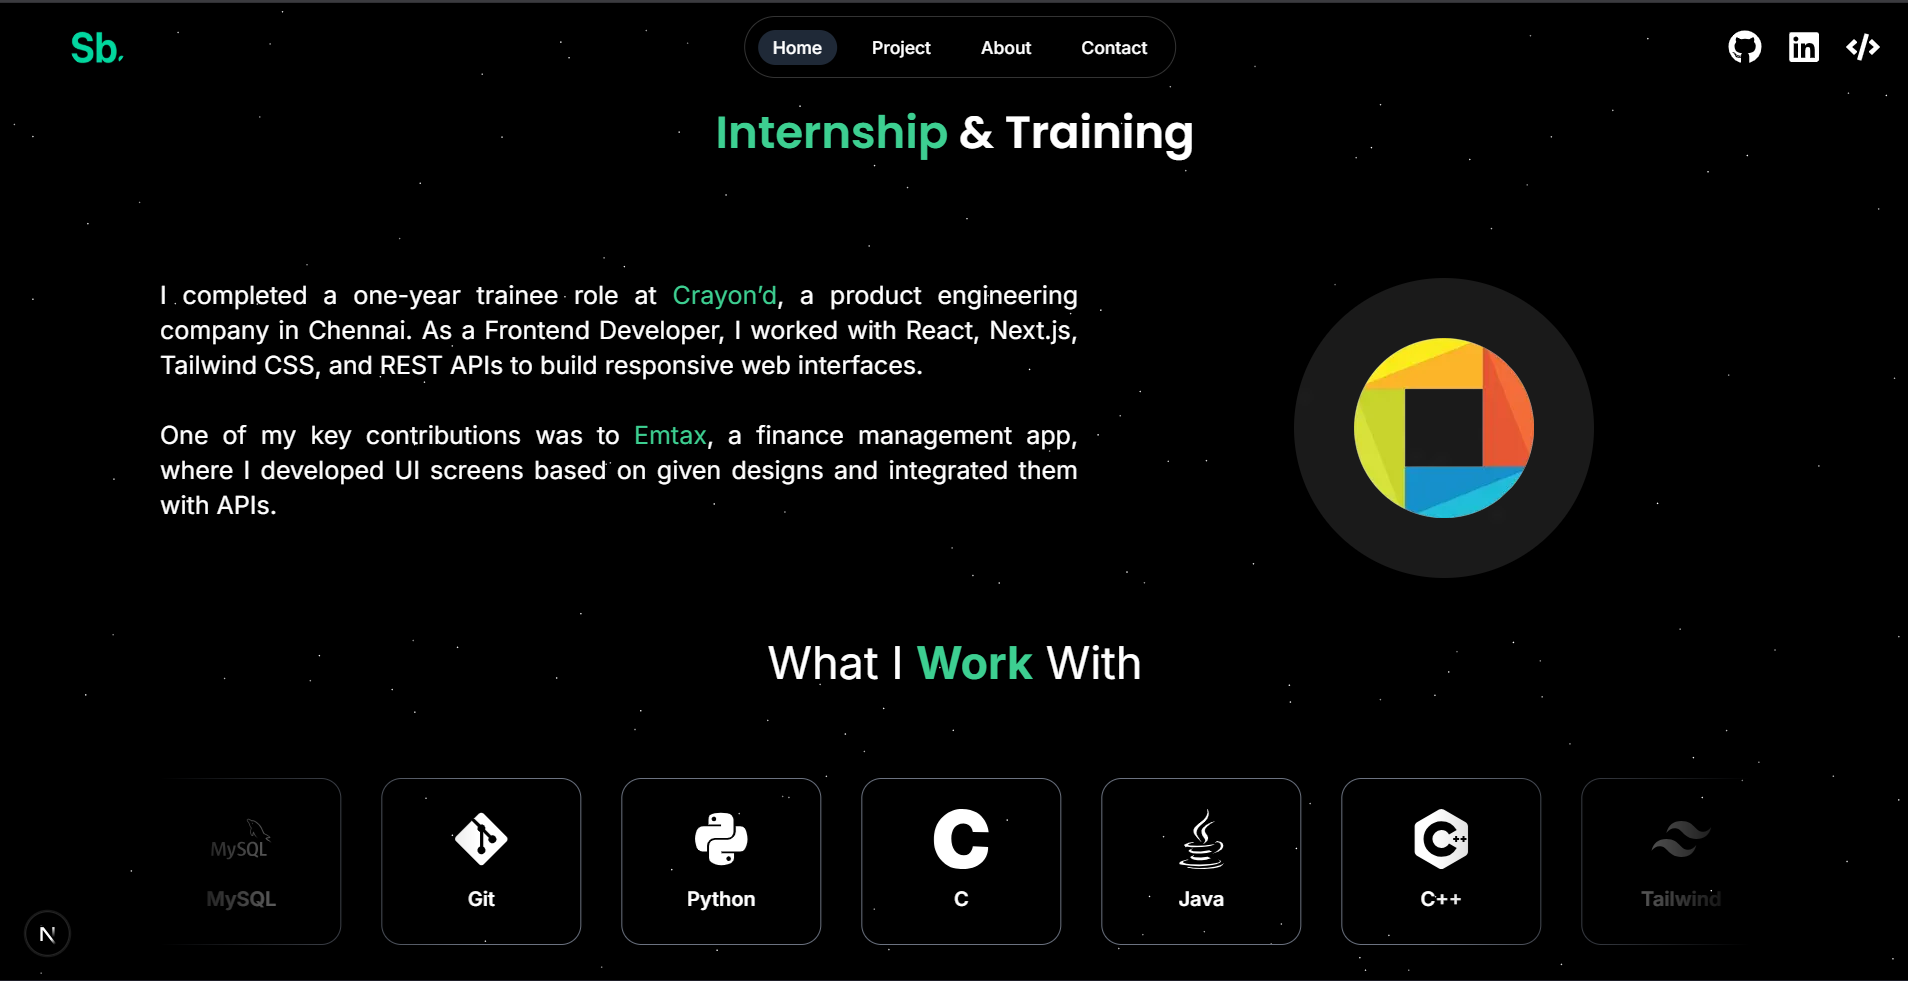 Sb.
Home Project About Contact
Internship & Training
I completed a one-year trainee role at Crayon’d, a product engineering
company in Chennai. As a Frontend Developer, I worked with React, Next.js,
Tailwind CSS, and REST APIs to build responsive web interfaces.
One of my key contributions was to Emtax, a finance management app,
where I developed UI screens based on given designs and integrated them
with APIs.
What I Work With
MySQL
C
C ++
MySQL Git Python C Java C++ Tailwind
N